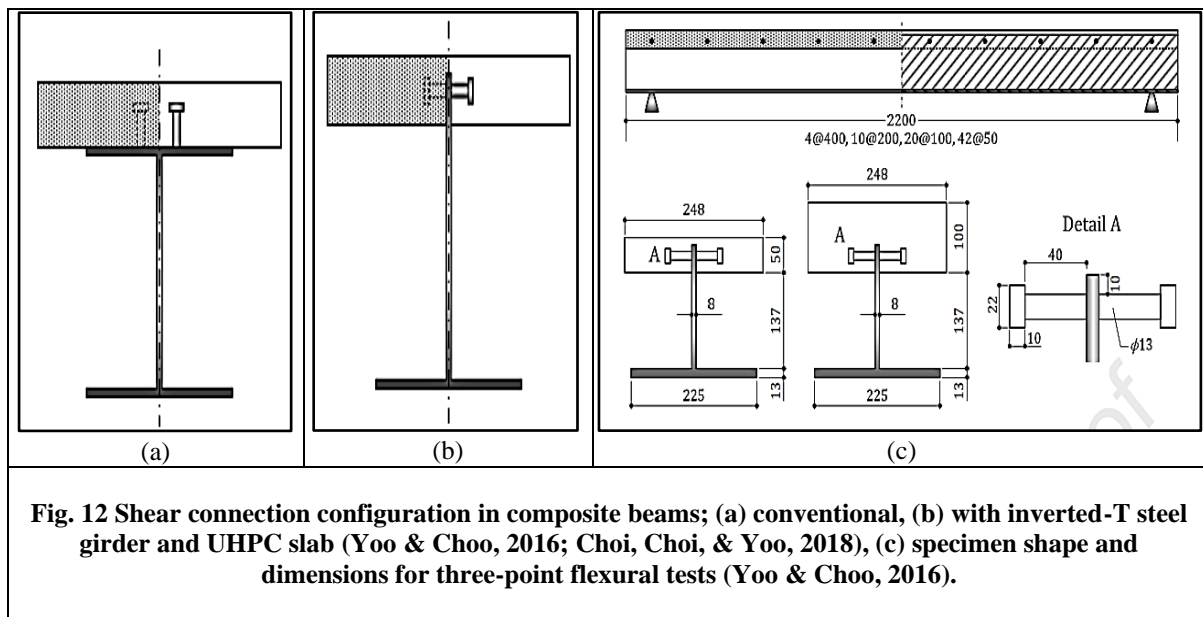 2200
4@400, 10@200, 20@100, 42@50
248
248
A
50
A
100
Detail A
40
10
8
137
8
137
22
10
ϕ13
225
13
225
13
of
(a)
(b)
(c)
Fig. 12 Shear connection configuration in composite beams; (a) conventional, (b) with inverted-T steel
girder and UHPC slab (Yoo & Choo, 2016; Choi, Choi, & Yoo, 2018), (c) specimen shape and
dimensions for three-point flexural tests (Yoo & Choo, 2016).